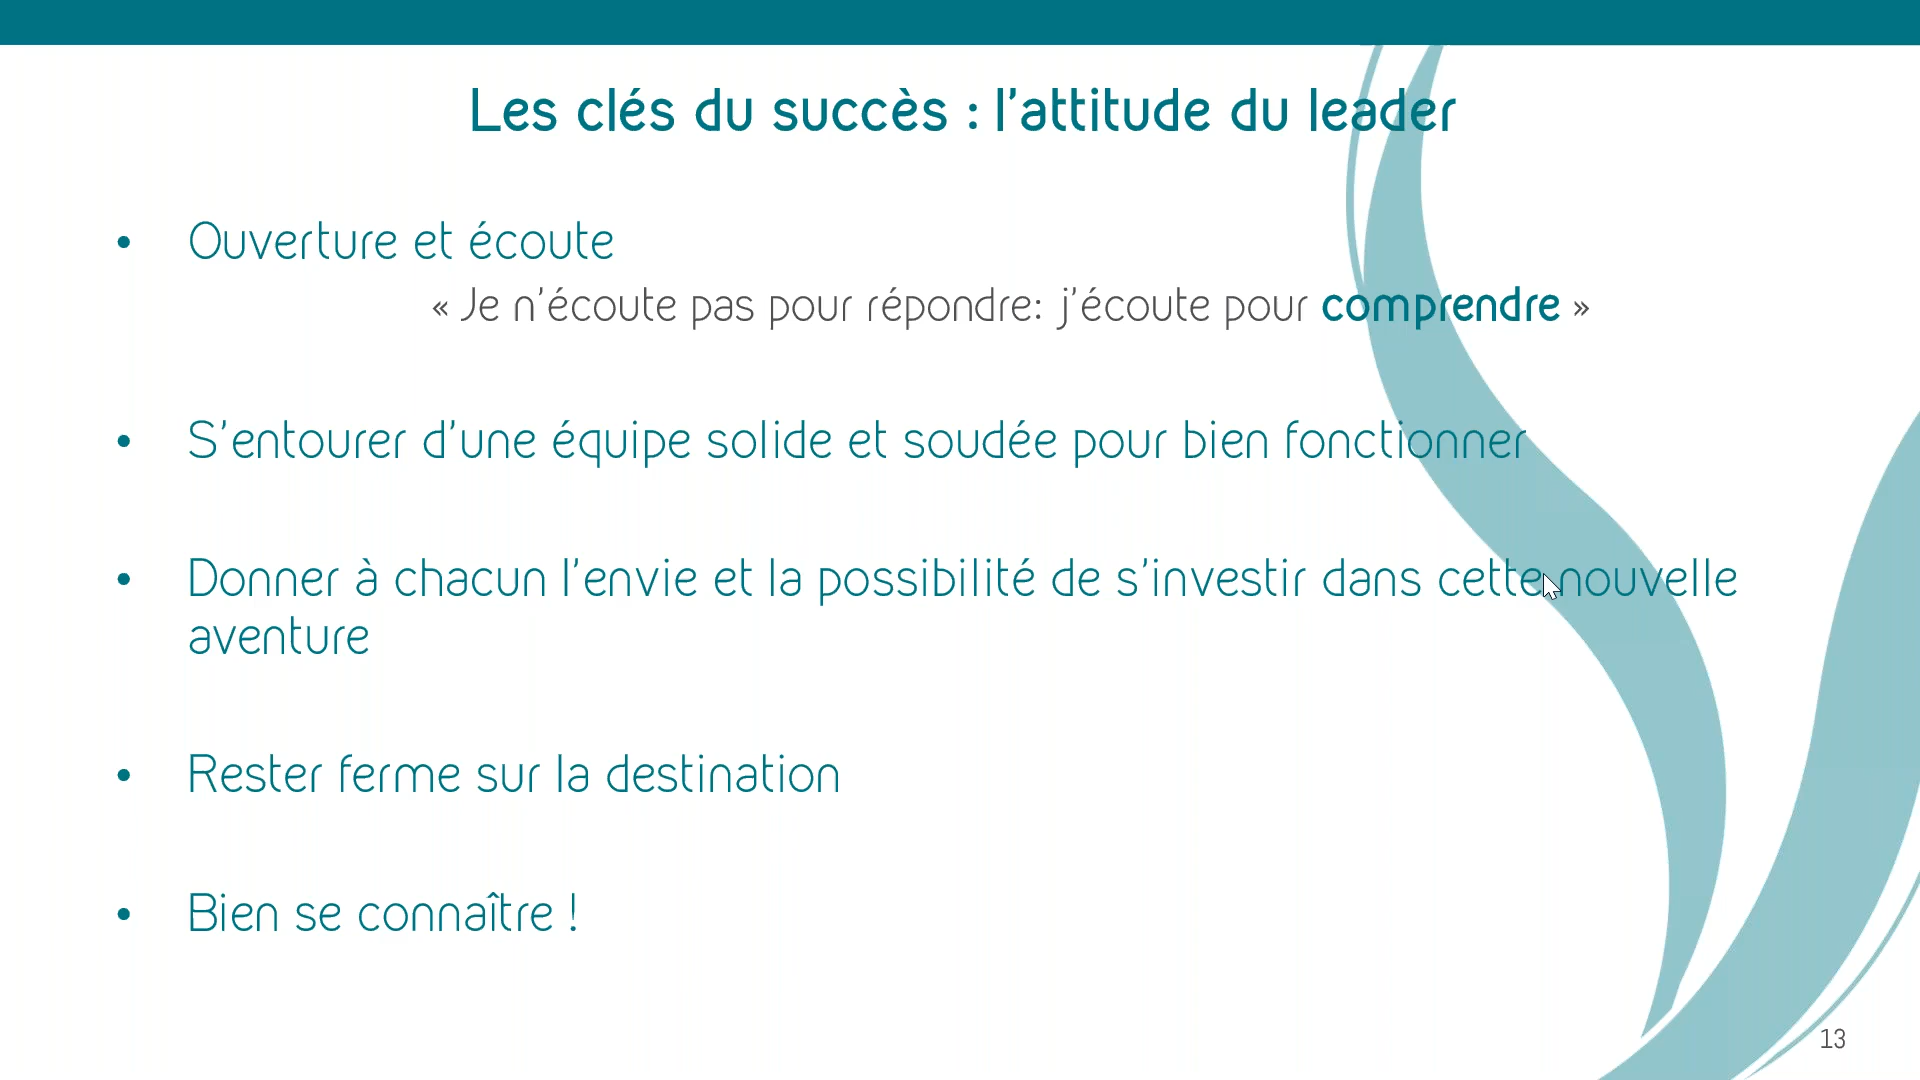 Les clés du succès : l'attitude du leader
• Ouverture et écoute
« Je n'écoute pas pour répondre: j'écoute pour comprendre »
• S'entourer d'une équipe solide et soudée pour bien fonctionner
• Donner à chacun l'envie et la possibilité de s'investir dans cette nouvelle
aventure
• Rester ferme sur la destination
• Bien se connaître !
13